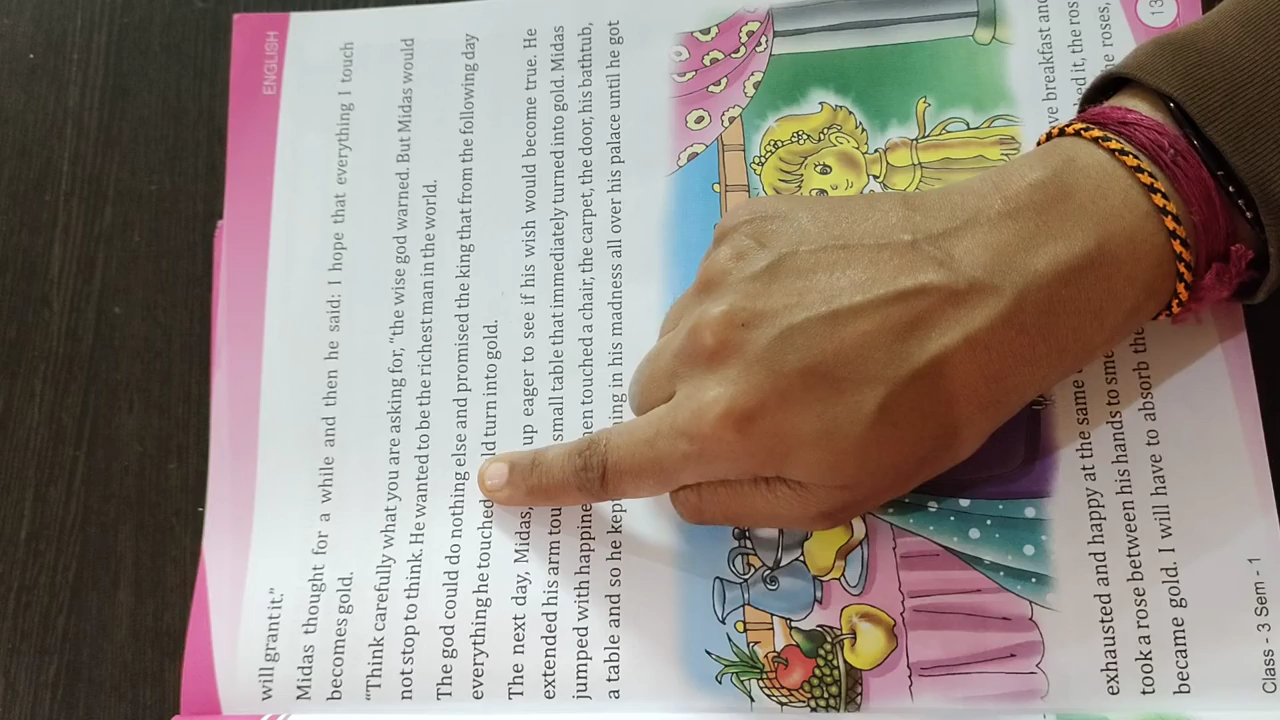 ENGLISH
will grant it."
Midas thought for a while and then he said: I hope that everything I touch
becomes gold.
"Think carefully what you are asking for, "the wise god warned. But Midas would
not stop to think. He wanted to be the richest man in the world.
The god could do nothing else and promised the king that from the following day
everything he touched ld turn into gold.
The next day, Midas, up eager to see if his wish would become true. He
extended his arm tou small table that immediately turned into gold. Midas
jumped with happine en touched a chair, the carpet, the door, his bathtub,
a table and so he kep ing in his madness all over his palace until he got
exhausted and happy at the same ve breakfast and
took a rose between his hands to sme ed it, the ros
became gold. I will have to absorb the he roses,
Class - 3 Sem - 1
13